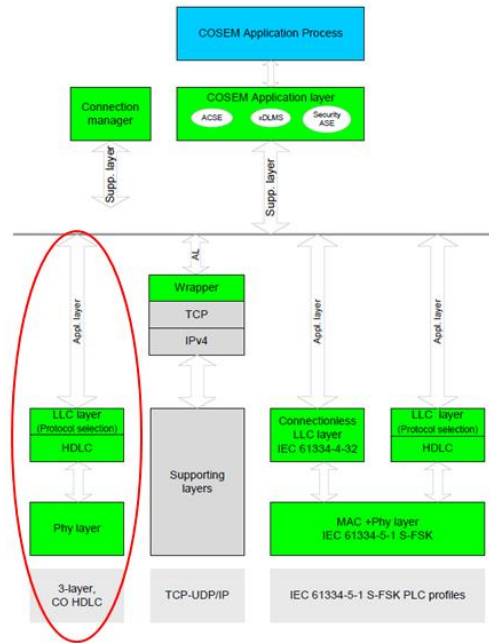 COSEM Application Process
Connection
manager
COSEM Application layer
ACSE
xDLMS
Security
ASE
Supp. layer
Supp. layer
Appl. layer
AL
Appl. layer
Appl. layer
Wrapper
TCP
IPv4
LLC layer
(Protocol selection)
HDLC
Phy layer
Supporting
layers
Connectionless
LLC layer
IEC 61334-4-32
LLC layer
(Protocol selection)
HDLC
MAC +Phy layer
IEC 61334-5-1 S-FSK
3-layer,
CO HDLC
TCP-UDP/IP
IEC 61334-5-1 S-FSK PLC profiles